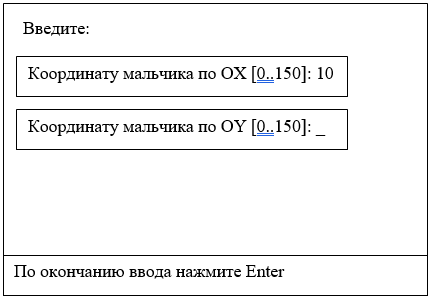 Введите:
Координату мальчика по OX [0..150]: 10
Координату мальчика по OY [0..150]: _
По окончанию ввода нажмите Enter